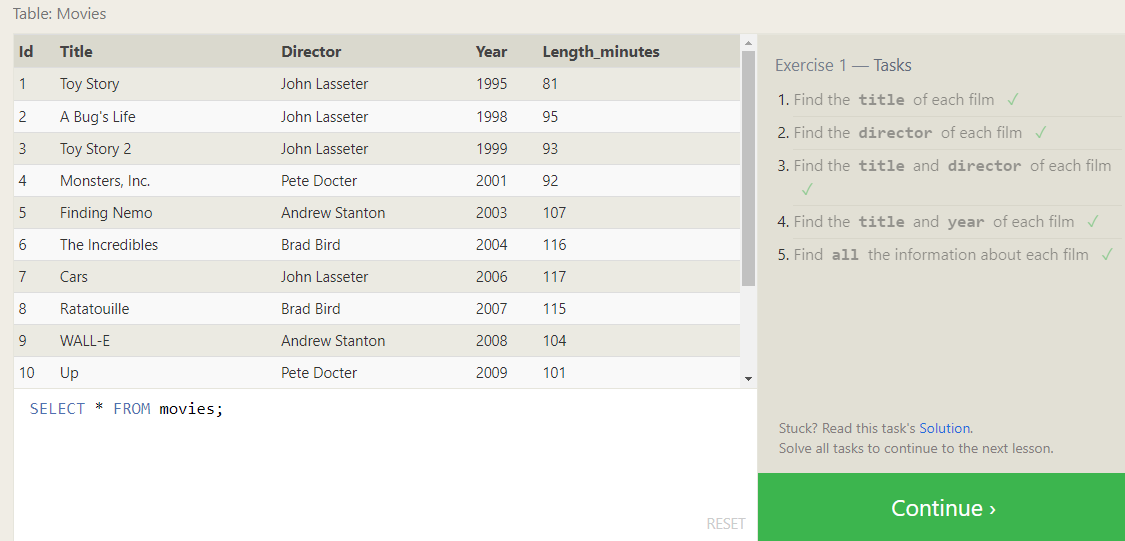 Table: Movies
Id Title Director Year Length_minutes
1 Toy Story John Lasseter 1995 81
2 A Bug's Life John Lasseter 1998 95
3 Toy Story 2 John Lasseter 1999 93
4 Monsters, Inc. Pete Docter 2001 92
5 Finding Nemo Andrew Stanton 2003 107
6 The Incredibles Brad Bird 2004 116
7 Cars John Lasseter 2006 117
8 Ratatouille Brad Bird 2007 115
9 WALL-E Andrew Stanton 2008 104
10 Up Pete Docter 2009 101
SELECT * FROM movies;
RESET
Exercise 1 — Tasks
1. Find the title of each film ✓
2. Find the director of each film ✓
3. Find the title and director of each film
✓
4. Find the title and year of each film ✓
5. Find all the information about each film ✓
Stuck? Read this task's Solution.
Solve all tasks to continue to the next lesson.
Continue ›